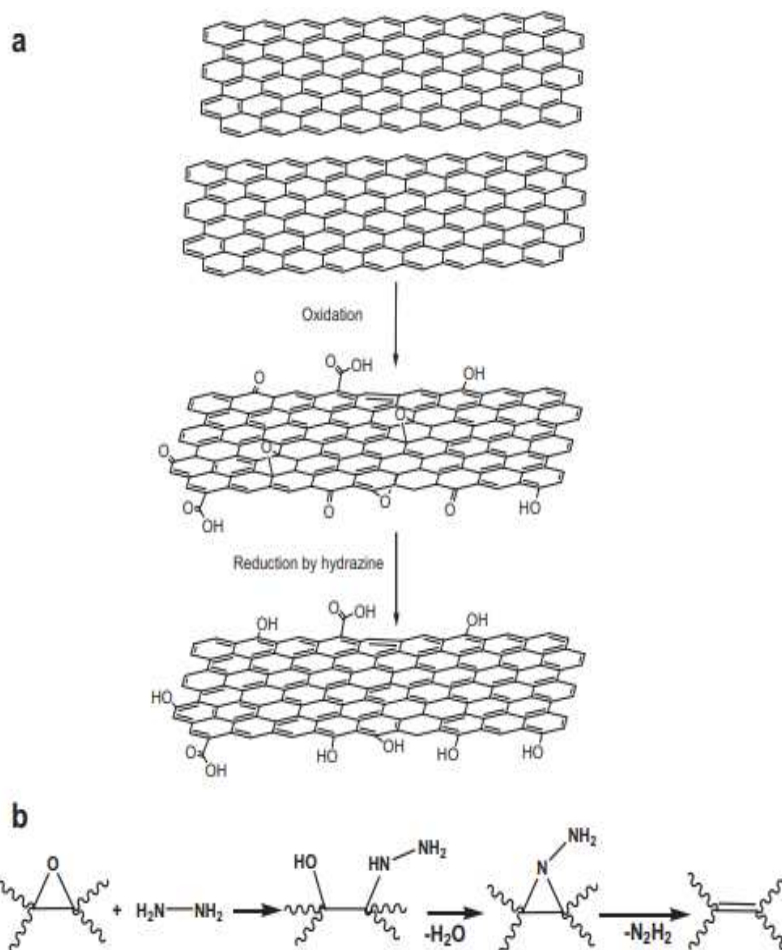 a
Oxidation
O OH
O
OH
O
O
O
O
OH
O
O
O
HO
Reduction by hydrazine
O OH
OH
OH
HO
O
OH
HO
OH
HO
HO
b
O
+
H₂N—NH₂
HO
HN
NH₂
-H₂O
NH₂
N
-N₂H₂